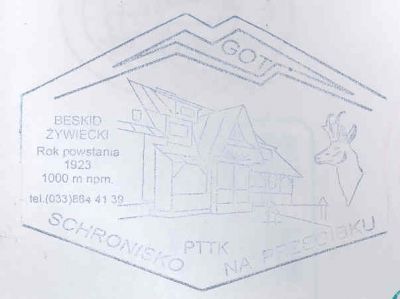 GOT
BESKID
ŻYWIECKI
Rok powstania
1923
1000 m npm.
tel.(033)864 41 39
SCHRONISKO
PTTK
NA PRZEGIBKU